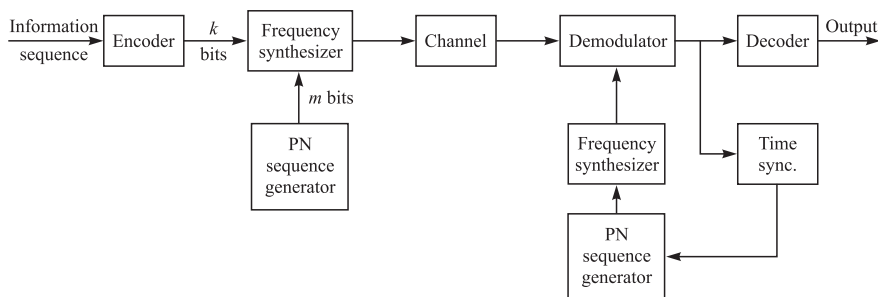 Information
sequence
Encoder
k
bits
Frequency
synthesizer
Channel
Demodulator
Decoder
Output
m bits
PN
sequence
generator
Frequency
synthesizer
Time
sync.
PN
sequence
generator